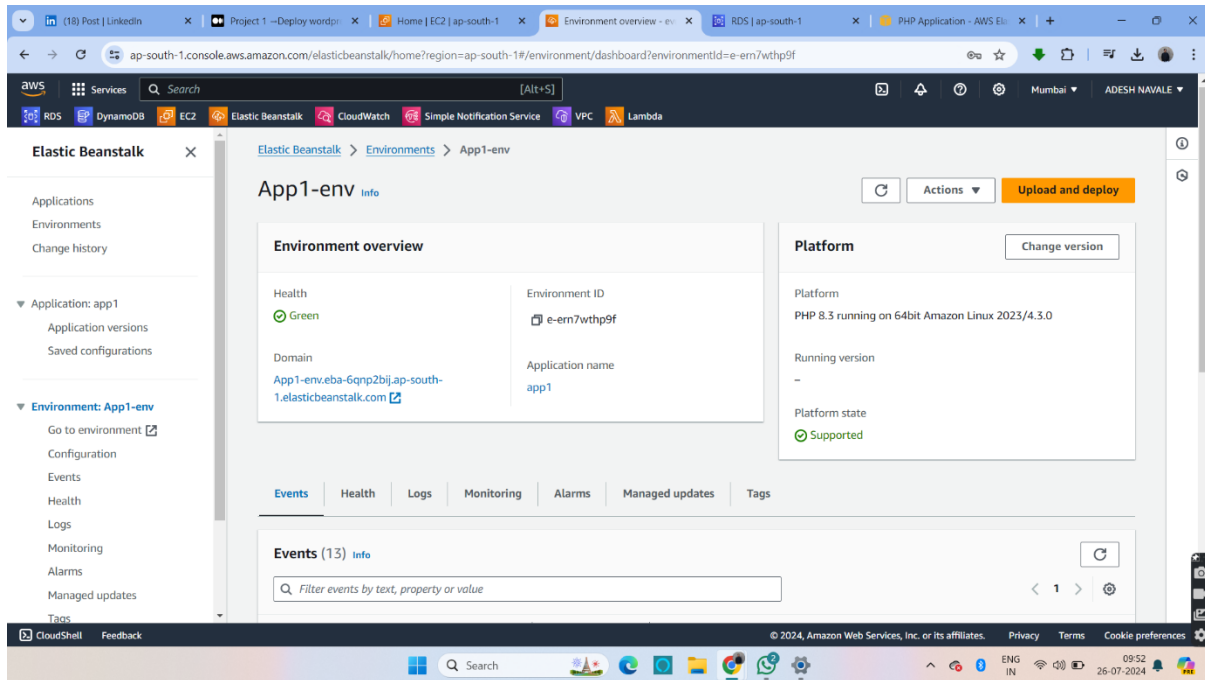 (18) Post | LinkedIn
Project 1 →Deploy wordpr
Home | EC2 | ap-south-1
Environment overview - ev
RDS | ap-south-1
PHP Application - AWS Ela
ap-south-1.console.aws.amazon.com/elasticbeanstalk/home?region=ap-south-1#/environment/dashboard?environmentId=e-ern7wthp9f
aws Services Search [Alt+S] Mumbai ▼ ADESH NAVALE ▼
RDS DynamoDB EC2 Elastic Beanstalk CloudWatch Simple Notification Service VPC Lambda
Elastic Beanstalk
Applications
Environments
Change history
Application: app1
Application versions
Saved configurations
Environment: App1-env
Go to environment
Configuration
Events
Health
Logs
Monitoring
Alarms
Managed updates
Tags
Elastic Beanstalk > Environments > App1-env
App1-env Info
Actions ▼ Upload and deploy
Environment overview
Health
Green
Domain
App1-env.eba-6qnp2bij.ap-south-
1.elasticbeanstalk.com
Environment ID
e-ern7wthp9f
Application name
app1
Platform Change version
Platform
PHP 8.3 running on 64bit Amazon Linux 2023/4.3.0
Running version
–
Platform state
Supported
Events Health Logs Monitoring Alarms Managed updates Tags
Events (13) Info
Filter events by text, property or value
< 1 >
CloudShell Feedback © 2024, Amazon Web Services, Inc. or its affiliates. Privacy Terms Cookie preferences
Search
2
ENG
IN
09:52
26-07-2024
PRE